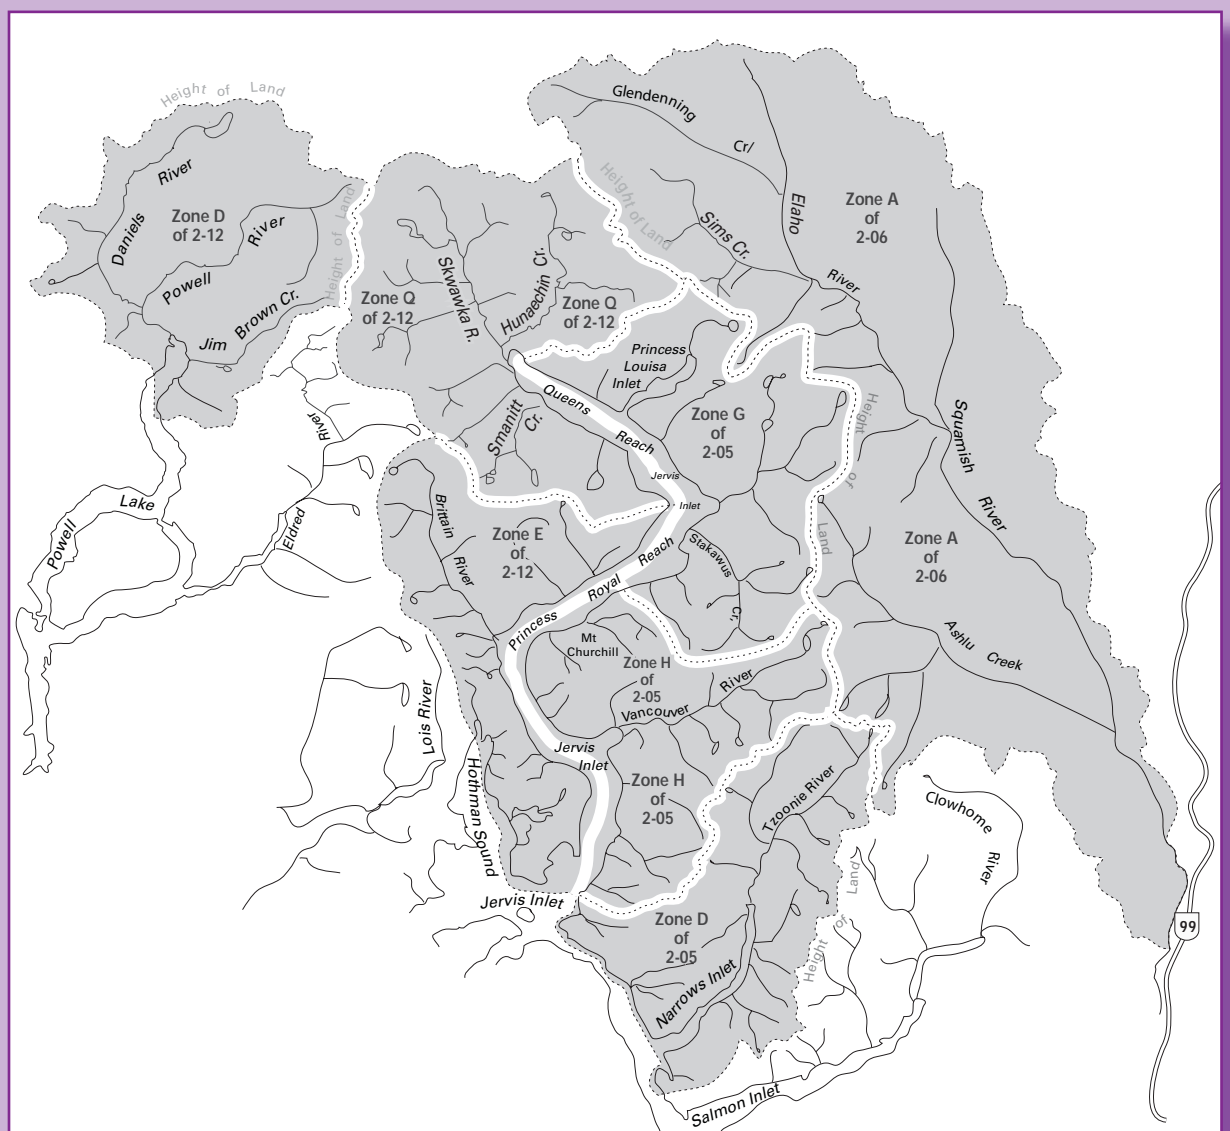 Height of Land
Glendenning
Cr/
Daniels
River
Zone D
of 2-12
River
Powell
Jim
Brown Cr.
Height of Land
Height of Land
Elaho
Zone A
of
2-06
Sims Cr.
River
Skwawka R.
Hunaechin Cr.
Zone Q
of 2-12
Zone Q
of 2-12
Princess
Louisa
Inlet
Queens
Reach
Smanitt
Cr.
Zone G
of
2-05
Height
of
Land
Squamish
River
Jervis
Inlet
River
Eldred
Lake
Powell
Brittain
River
Zone E
of
2-12
Reach
Royal
Princess
Stakawus
Cr,
Zone A
of
2-06
Ashlu
Creek
Mt
Churchill
Zone H
of
2-05
River
Vancouver
Lois River
Jervis
Inlet
Hothman Sound
Zone H
of
2-05
Tzoonie River
Clowhome
River
Jervis Inlet
Zone D
of
2-05
Narrows Inlet
Height of Land
99
Salmon Inlet